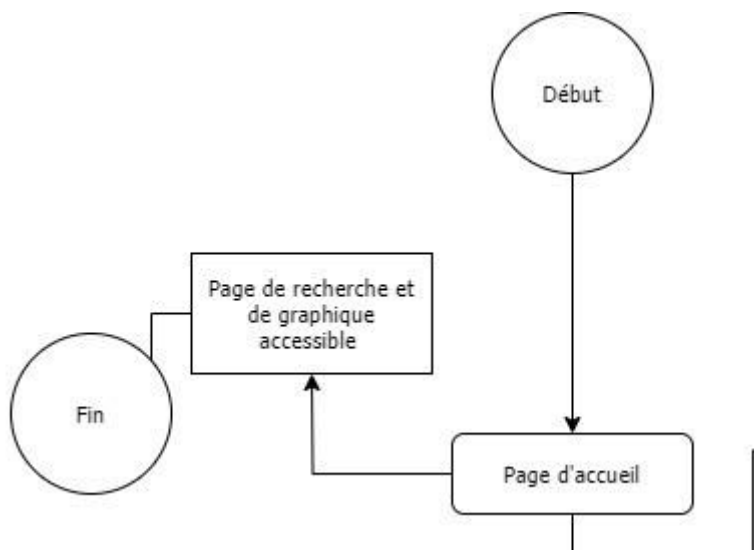 Début
Page de recherche et
de graphique
accessible
Fin
Page d'accueil